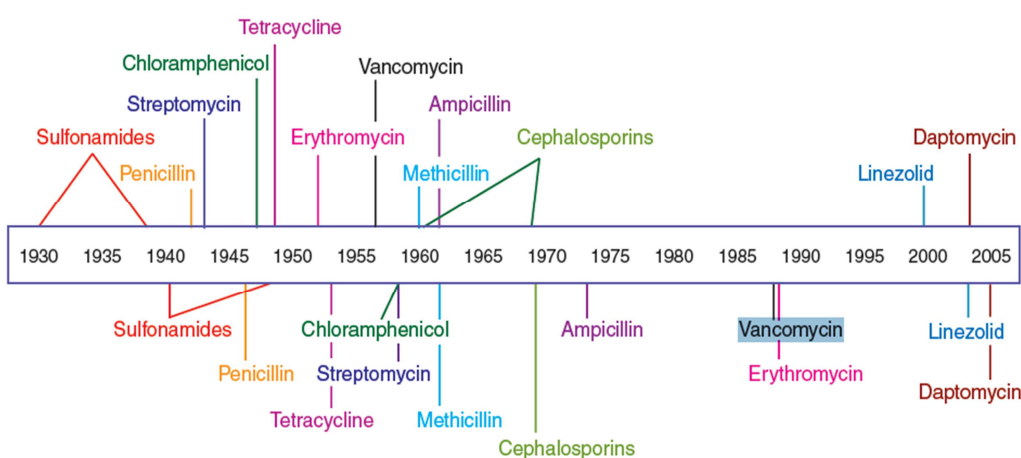 Tetracycline
Chloramphenicol
Vancomycin
Streptomycin
Ampicillin
Sulfonamides
Erythromycin
Cephalosporins
Daptomycin
Penicillin
Methicillin
Linezolid
1930 1935 1940 1945 1950 1955 1960 1965 1970 1975 1980 1985 1990 1995 2000 2005
Sulfonamides
Chloramphenicol
Ampicillin
Vancomycin
Linezolid
Penicillin
Streptomycin
Erythromycin
Daptomycin
Tetracycline
Methicillin
Cephalosporins